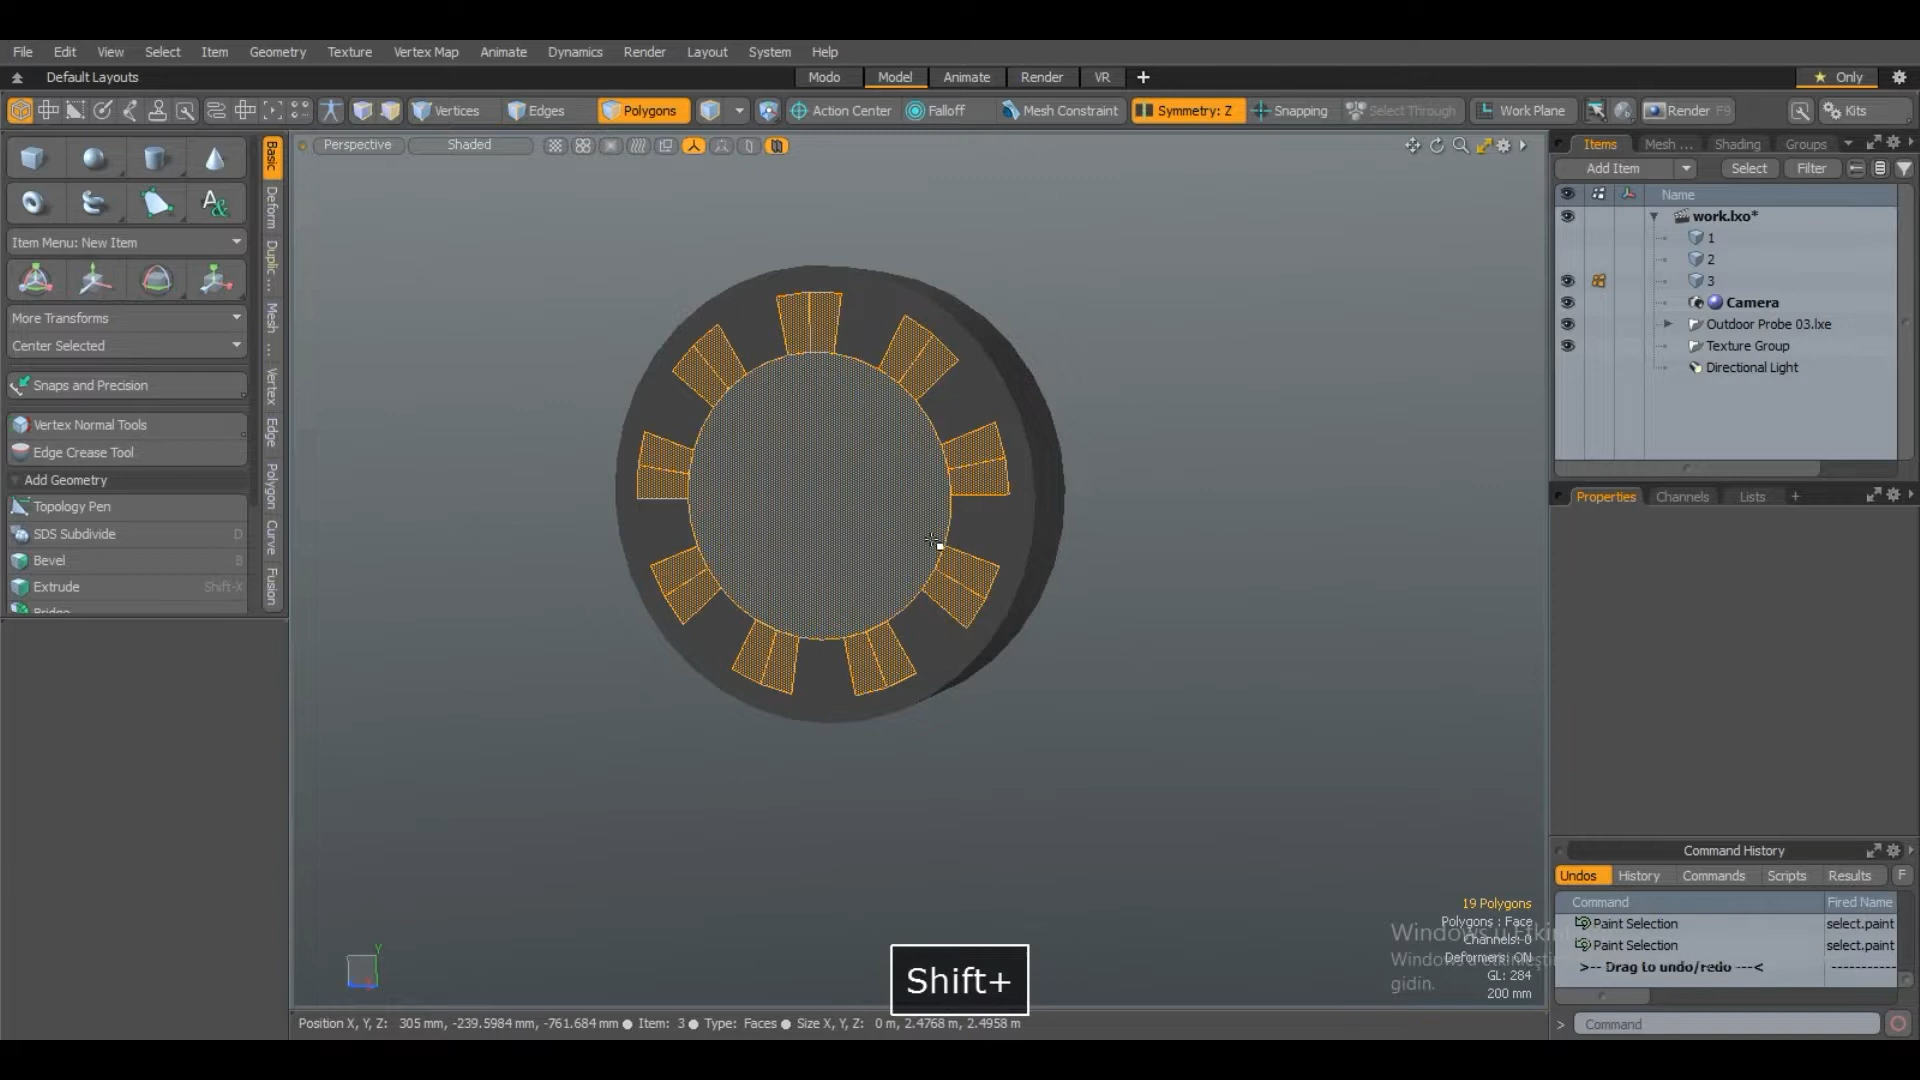 File Edit View Select Item Geometry Texture Vertex Map Animate Dynamics Render Layout System Help
Default Layouts Modo Model Animate Render VR + Only
Vertices Edges Polygons Action Center Falloff Mesh Constraint Symmetry: Z Snapping Select Through Work Plane Render F9 Kits
Perspective Shaded
Basic
Deform
Duplic ...
Mesh ...
Vertex
Edge
Polygon
Curve
Fusion
Item Menu: New Item
More Transforms
Center Selected
Snaps and Precision
Vertex Normal Tools
Edge Crease Tool
Add Geometry
Topology Pen
SDS Subdivide D
Bevel B
Extrude Shift-X
Bridge
Items Mesh ... Shading Groups
Add Item Select Filter
Name
work.lxo*
1
2
3
Camera
Outdoor Probe 03.lxe
Texture Group
Directional Light
Properties Channels Lists +
Command History
Undos History Commands Scripts Results F
Command Fired Name
Paint Selection select.paint
Paint Selection select.paint
>-- Drag to undo/redo ---< -----------
> Command
19 Polygons
Polygons : Face
Channels: 0
Deformers: ON
GL: 284
200 mm
Windows'u Etkin
Windows'u etkinleşti
gidin.
Y
Shift+
Position X, Y, Z: 305 mm, -239.5984 mm, -761.684 mm Item: 3 Type: Faces Size X, Y, Z: 0 m, 2.4768 m, 2.4958 m